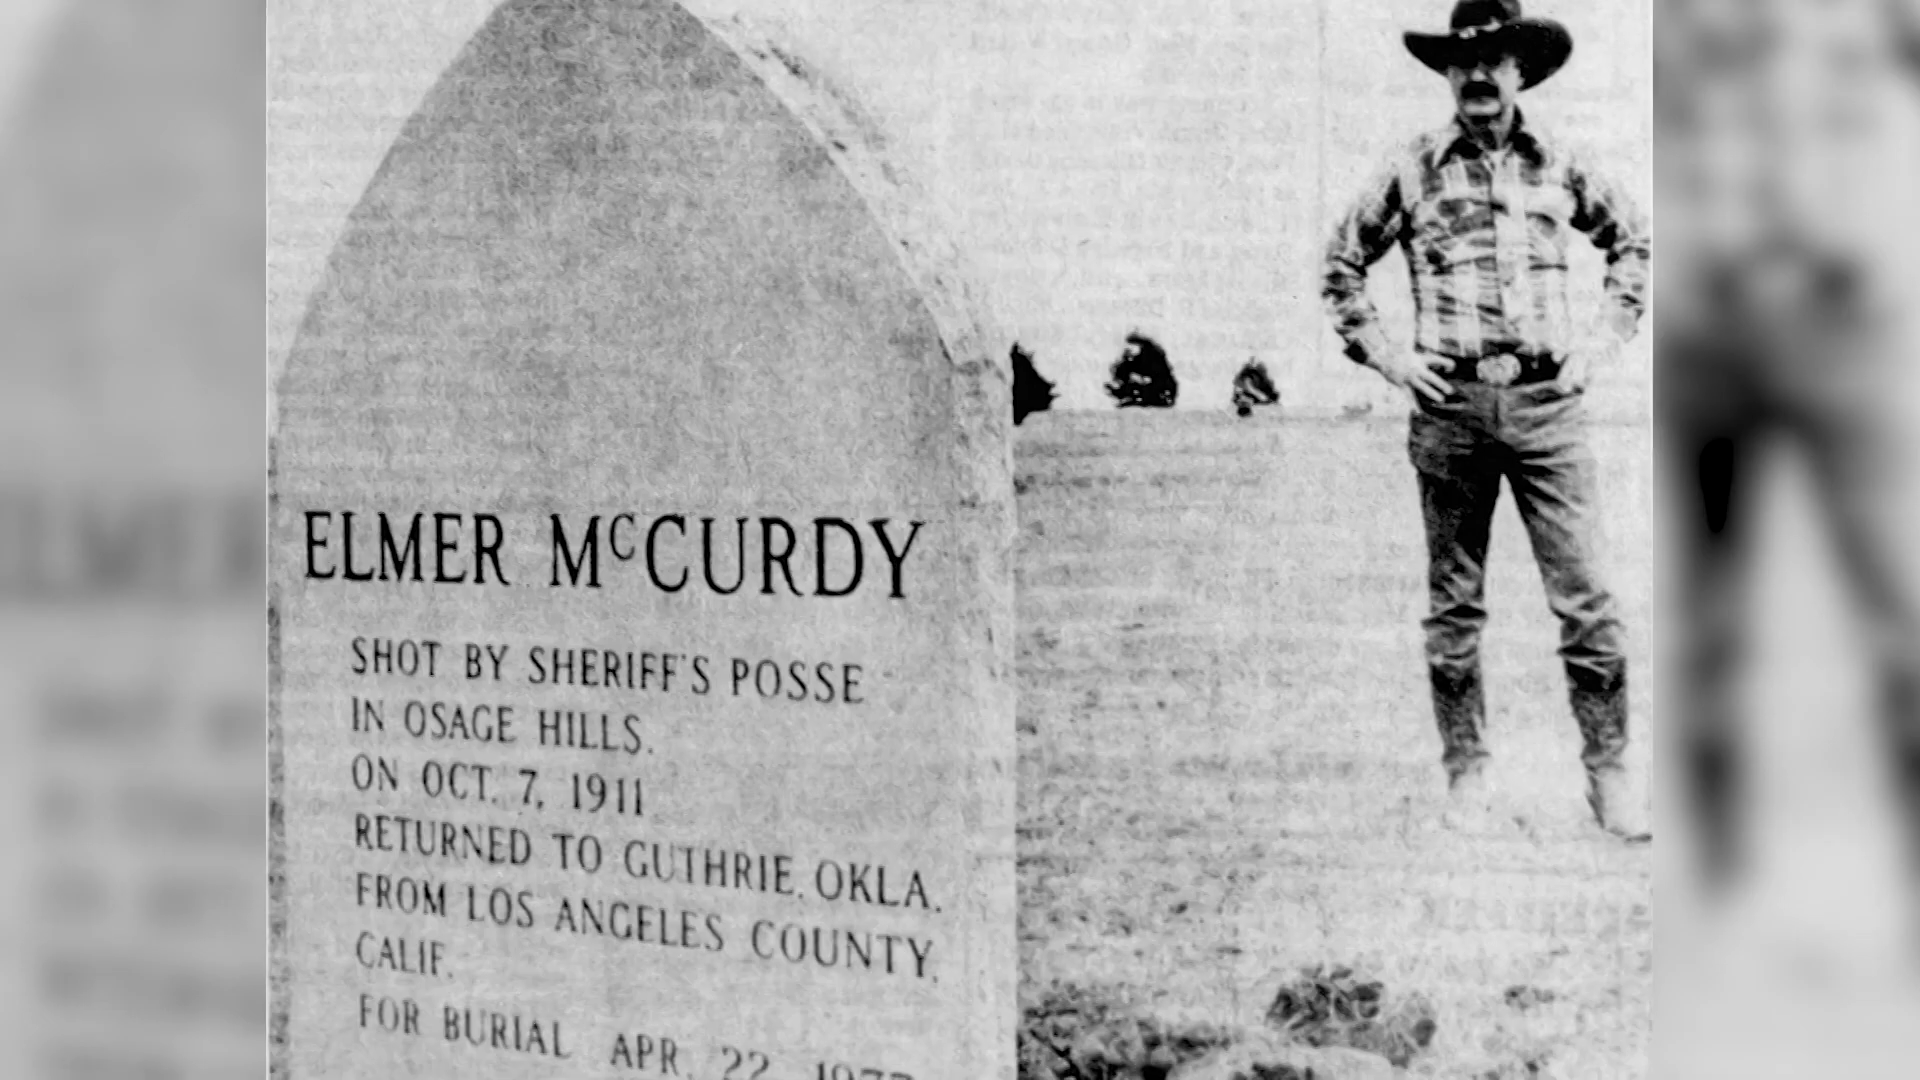 ELMER McCURDY
SHOT BY SHERIFF'S POSSE
IN OSAGE HILLS.
ON OCT. 7, 1911
RETURNED TO GUTHRIE, OKLA.
FROM LOS ANGELES COUNTY,
CALIF.
FOR BURIAL APR. 22, 1977